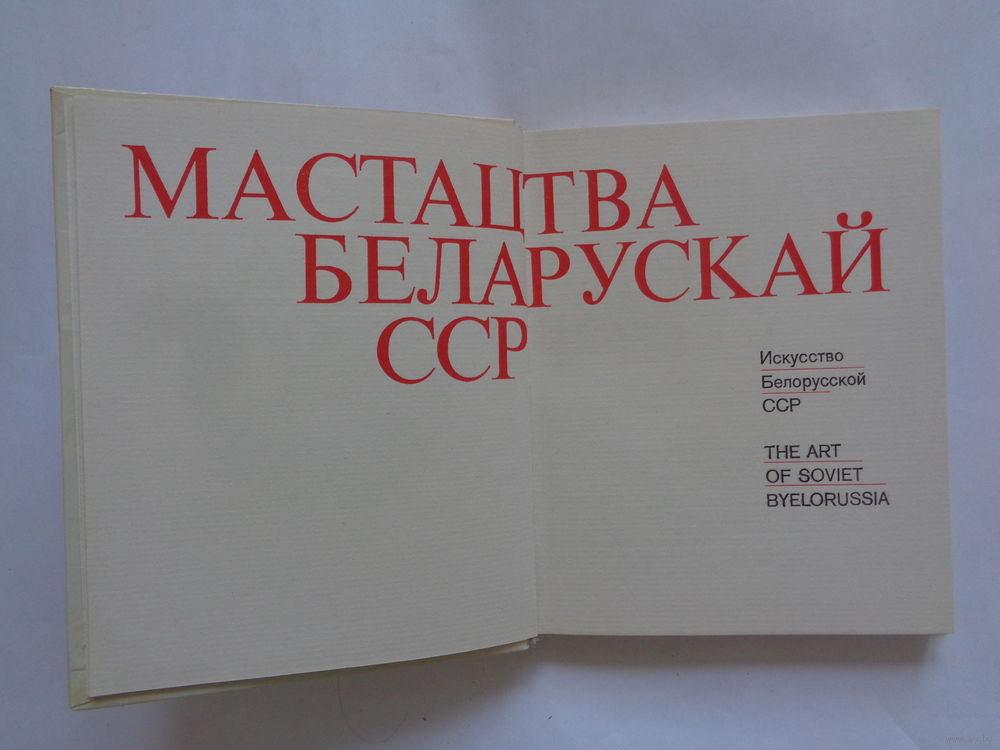 МАСТАЦТВА
БЕЛАРУСКАЙ
ССР
Искусство
Белорусской
ССР
THE ART
OF SOVIET
BYELORUSSIA